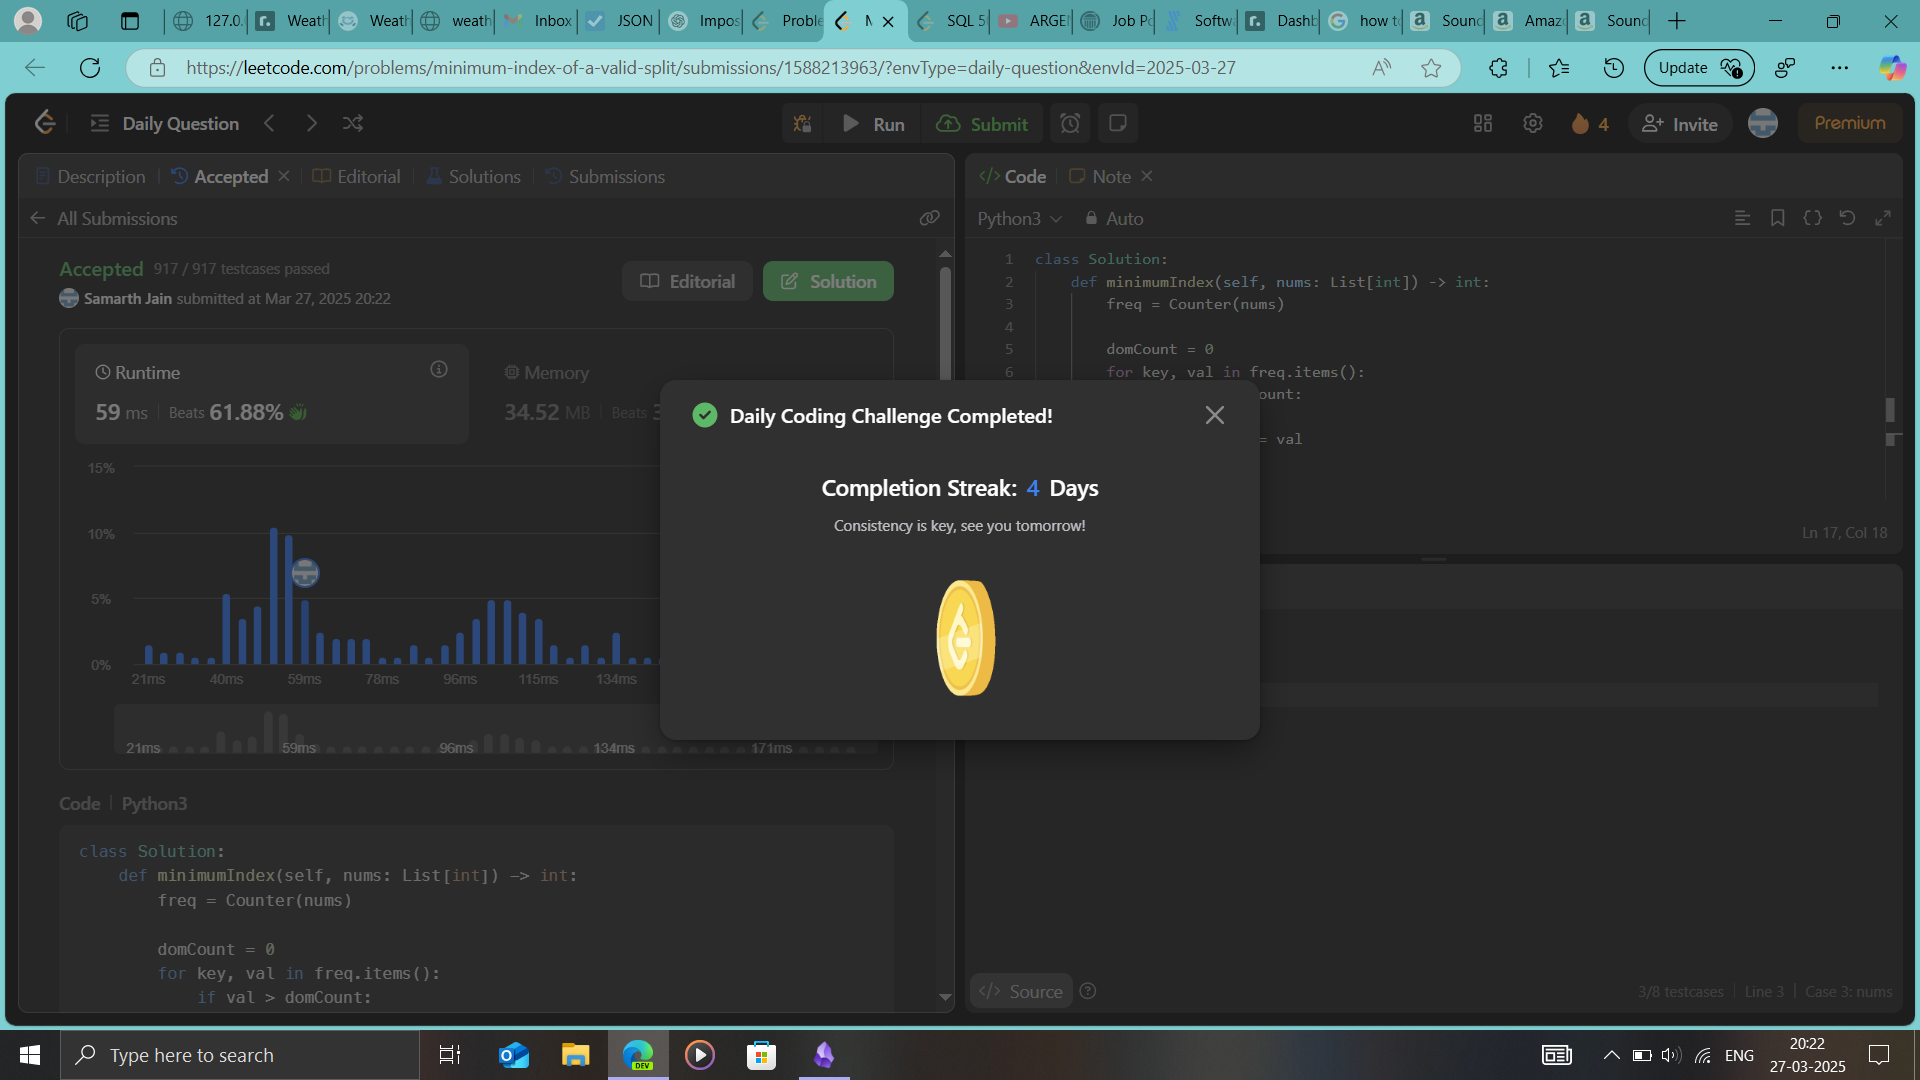 127.0.
Weath
Weath
weath
Inbox
JSON
Impos
Proble
M
SQL 5
ARGE
Job Po
Softwa
Dashb
how to
Sound
Amazo
Sound
https://leetcode.com/problems/minimum-index-of-a-valid-split/submissions/1588213963/?envType=daily-question&envId=2025-03-27
Update
Daily Question
Run
Submit
4
Invite
Premium
Description
Accepted
Editorial
Solutions
Submissions
All Submissions
Accepted 917 / 917 testcases passed
Samarth Jain submitted at Mar 27, 2025 20:22
Editorial
Solution
Runtime
59 ms | Beats 61.88%
Memory
34.52 MB | Beats 3
15%
10%
5%
0%
21ms 40ms 59ms 78ms 96ms 115ms 134ms
21ms 59ms 96ms 134ms 171ms
Code | Python3
class Solution:
def minimumIndex(self, nums: List[int]) -> int:
freq = Counter(nums)
domCount = 0
for key, val in freq.items():
if val > domCount:
Code
Note
Python3
Auto
1 class Solution:
2 def minimumIndex(self, nums: List[int]) -> int:
3 freq = Counter(nums)
4
5 domCount = 0
6 for key, val in freq.items():
ount:
= val
Ln 17, Col 18
Daily Coding Challenge Completed!
Completion Streak: 4 Days
Consistency is key, see you tomorrow!
Source
3/8 testcases | Line 3 | Case 3: nums
Type here to search
DEV
ENG
20:22
27-03-2025